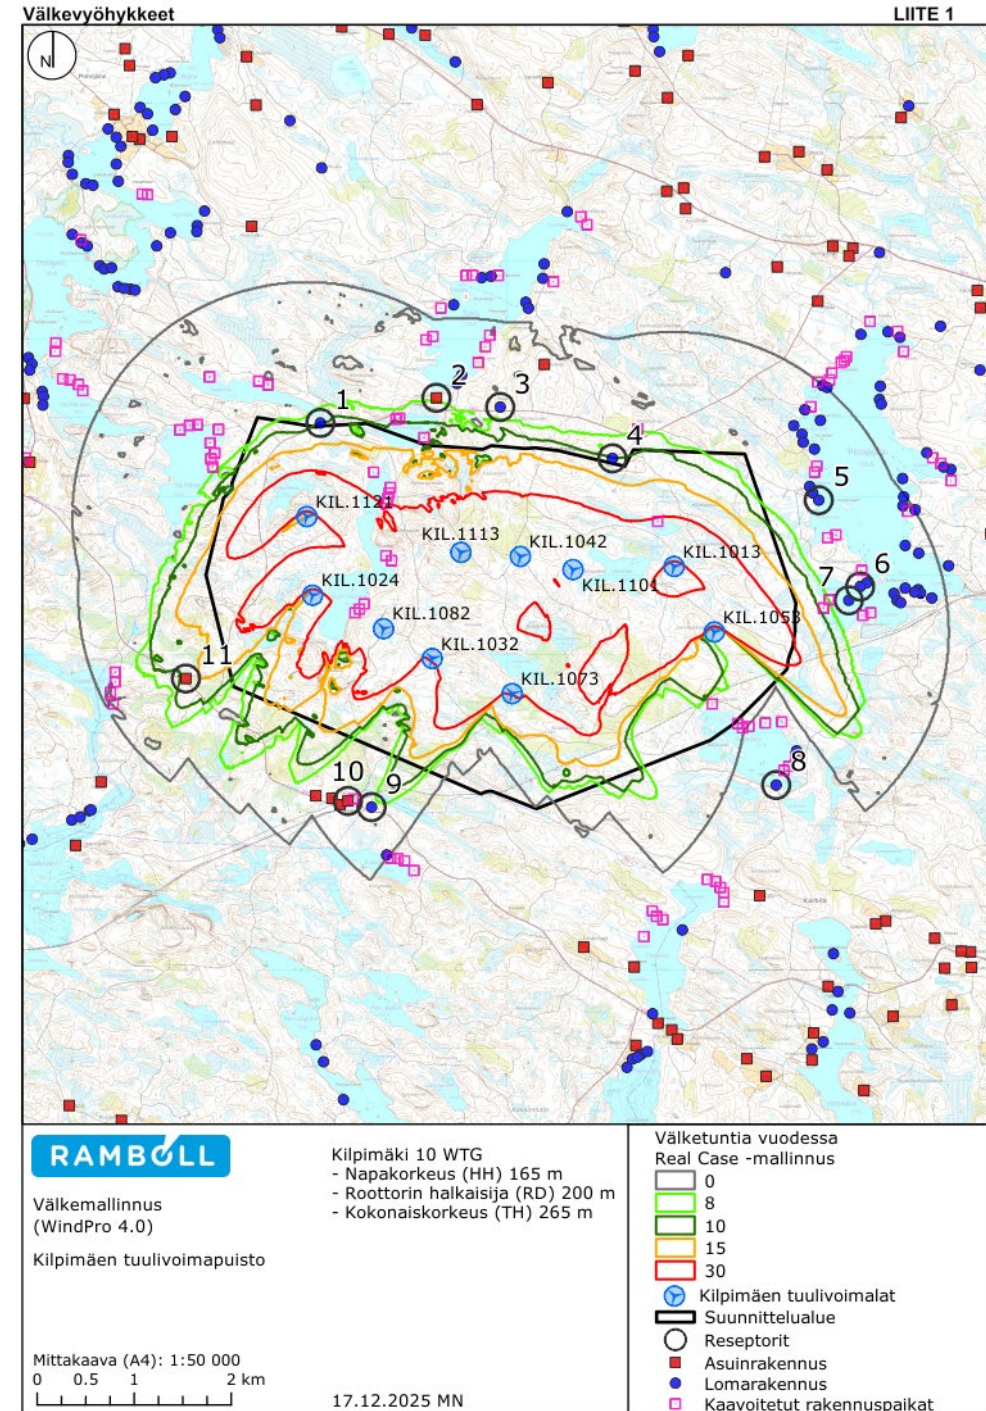 Välkevyöhykkeet
LIITE 1
N
1
2
3
4
5
6
7
8
9
10
11
KIL.1121
KIL.1113
KIL.1042
KIL.1013
KIL.1101
KIL.1024
KIL.1082
KIL.1053
KIL.1032
KIL.1073
RAMBOLL
Välkemallinnus
(WindPro 4.0)
Kilpimäen tuulivoimapuisto
Mittakaava (A4): 1:50 000
0 0.5 1 2 km
Kilpimäki 10 WTG
- Napakorkeus (HH) 165 m
- Roottorin halkaisija (RD) 200 m
- Kokonaiskorkeus (TH) 265 m
17.12.2025 MN
Välketuntia vuodessa
Real Case -mallinnus
0
8
10
15
30
Kilpimäen tuulivoimalat
Suunnittelualue
Reseptorit
Asuinrakennus
Lomarakennus
Kaavoitetut rakennuspaikat